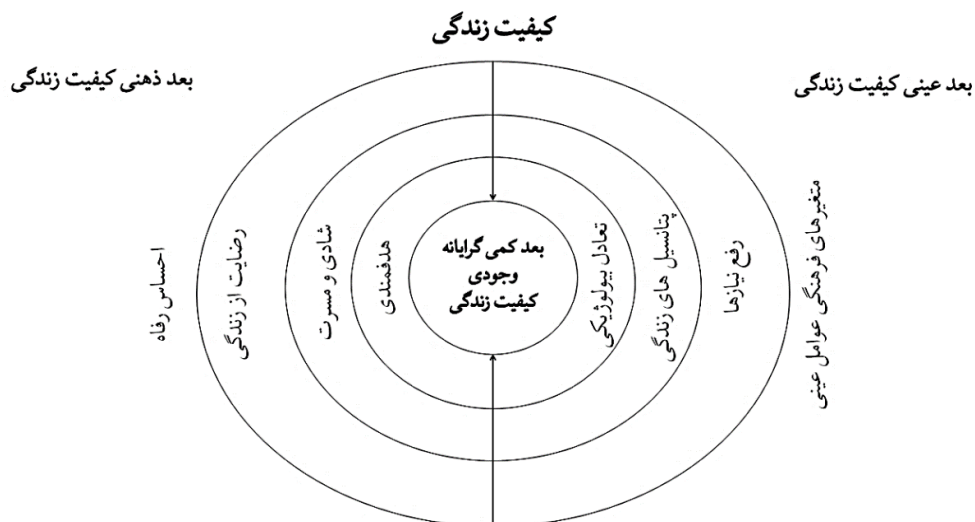 کیفیت زندگی
بعد عینی کیفیت زندگی
بعد ذهنی کیفیت زندگی
متغیرهای فرهنگی عوامل عینی
رفع نیازها
پتانسیل های زندگی
تعادل بیولوژیکی
بعد کمی گرایانه
وجودی
کیفیت زندگی
هدفمندی
شادی و مسرت
رضایت از زندگی
احساس رفاه